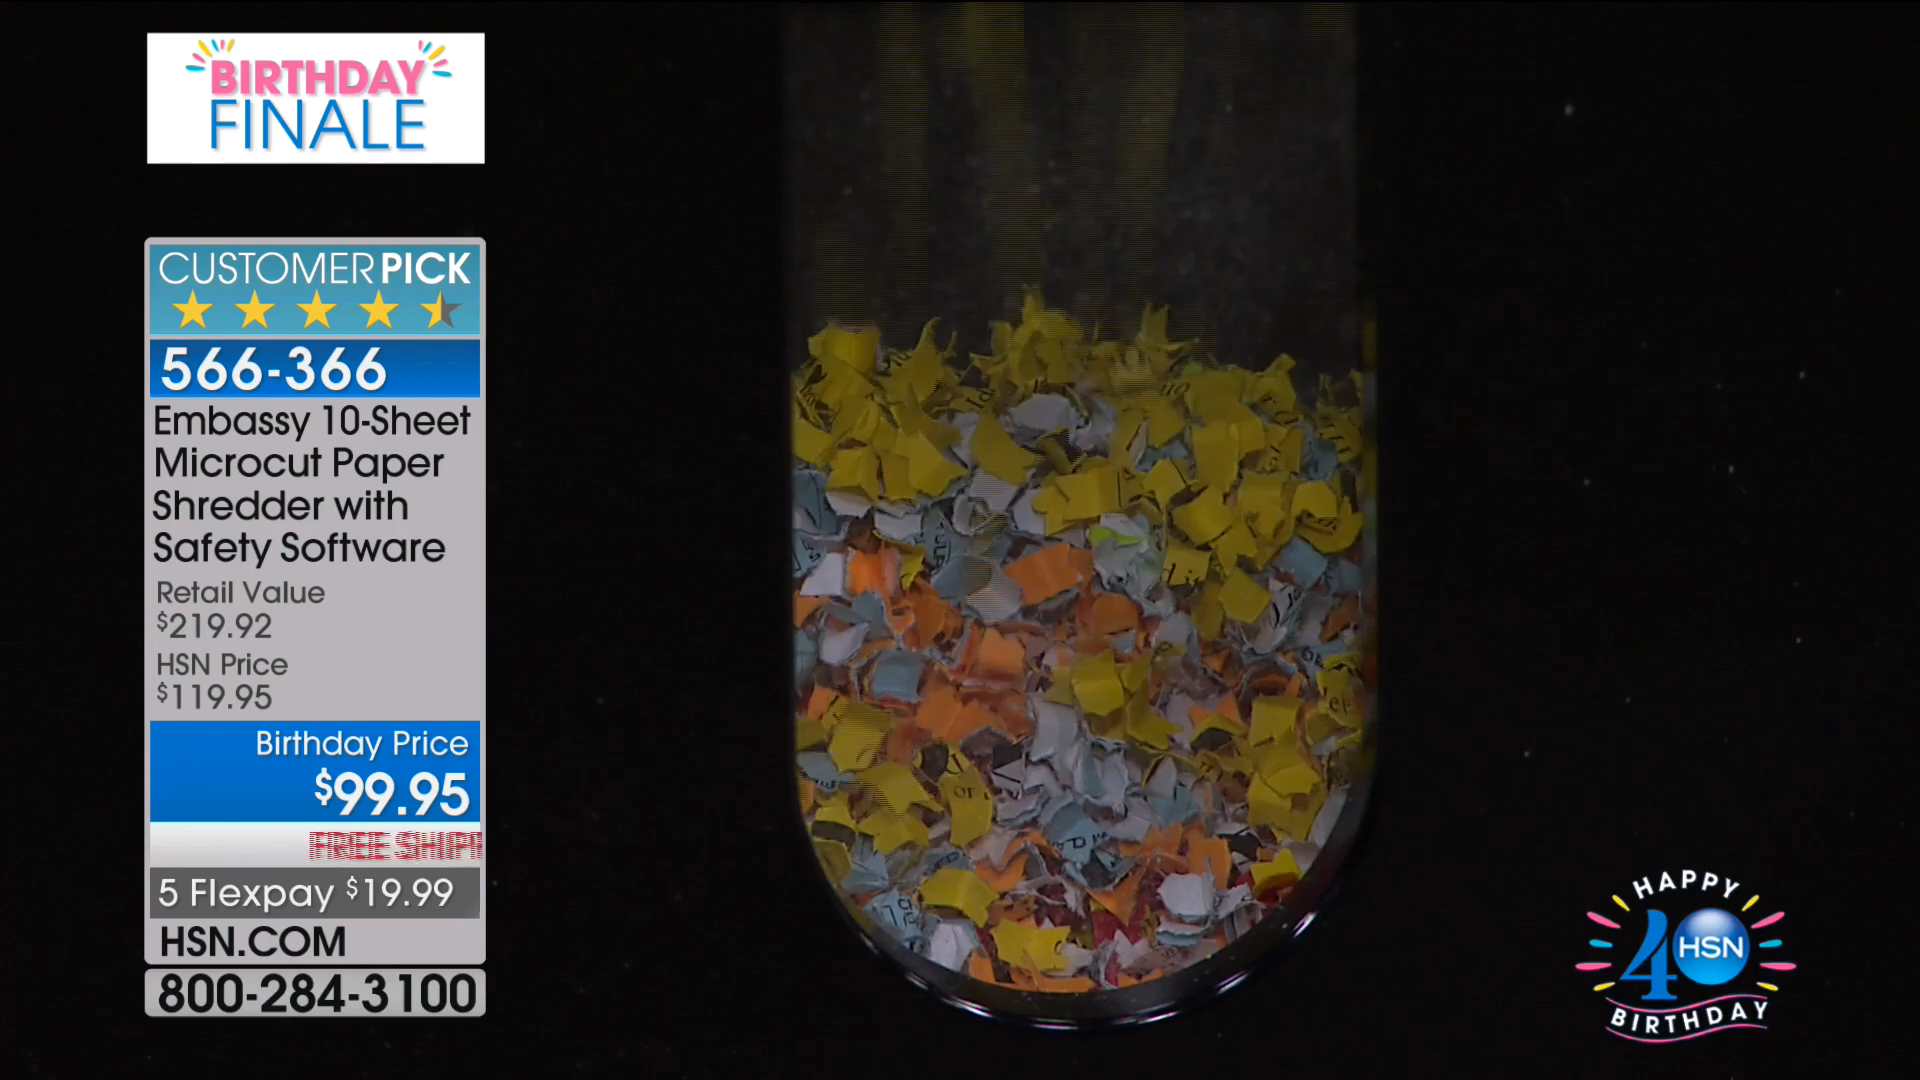 BIRTHDAY
FINALE
CUSTOMER PICK
566-366
Embassy 10-Sheet
Microcut Paper
Shredder with
Safety Software
Retail Value
$219.92
HSN Price
$119.95
Birthday Price
$99.95
FREE SHIP
5 Flexpay $19.99
HSN.COM
800-284-3100
HAPPY
40 HSN
BIRTHDAY